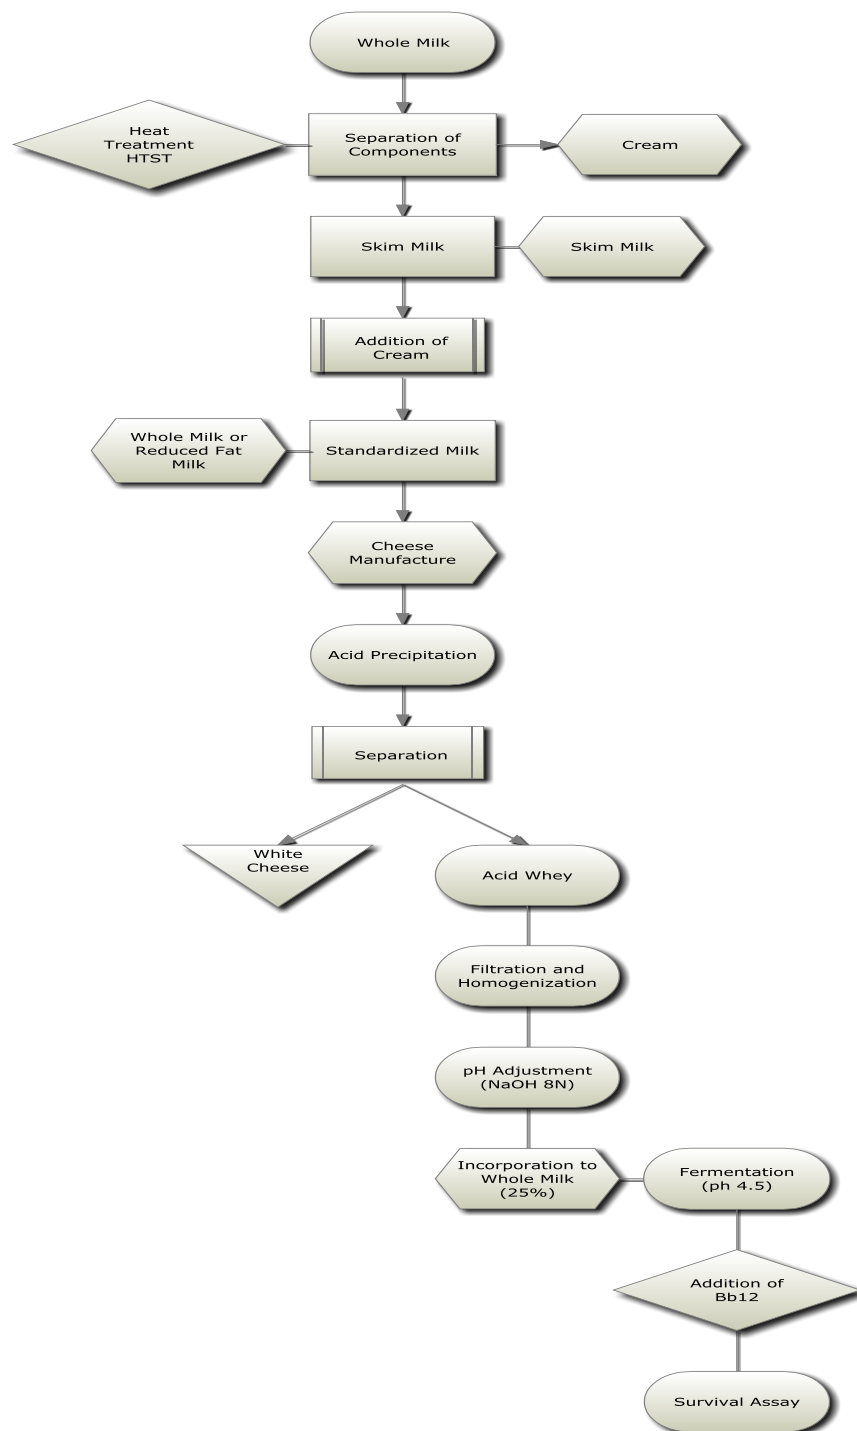 Whole Milk
Heat
Treatment
HTST
Separation of
Components
Cream
Skim Milk
Skim Milk
Addition of
Cream
Whole Milk or
Reduced Fat
Milk
Standardized Milk
Cheese
Manufacture
Acid Precipitation
Separation
White
Cheese
Acid Whey
Filtration and
Homogenization
pH Adjustment
(NaOH 8N)
Incorporation to
Whole Milk
(25%)
Fermentation
(ph 4.5)
Addition of
Bb12
Survival Assay